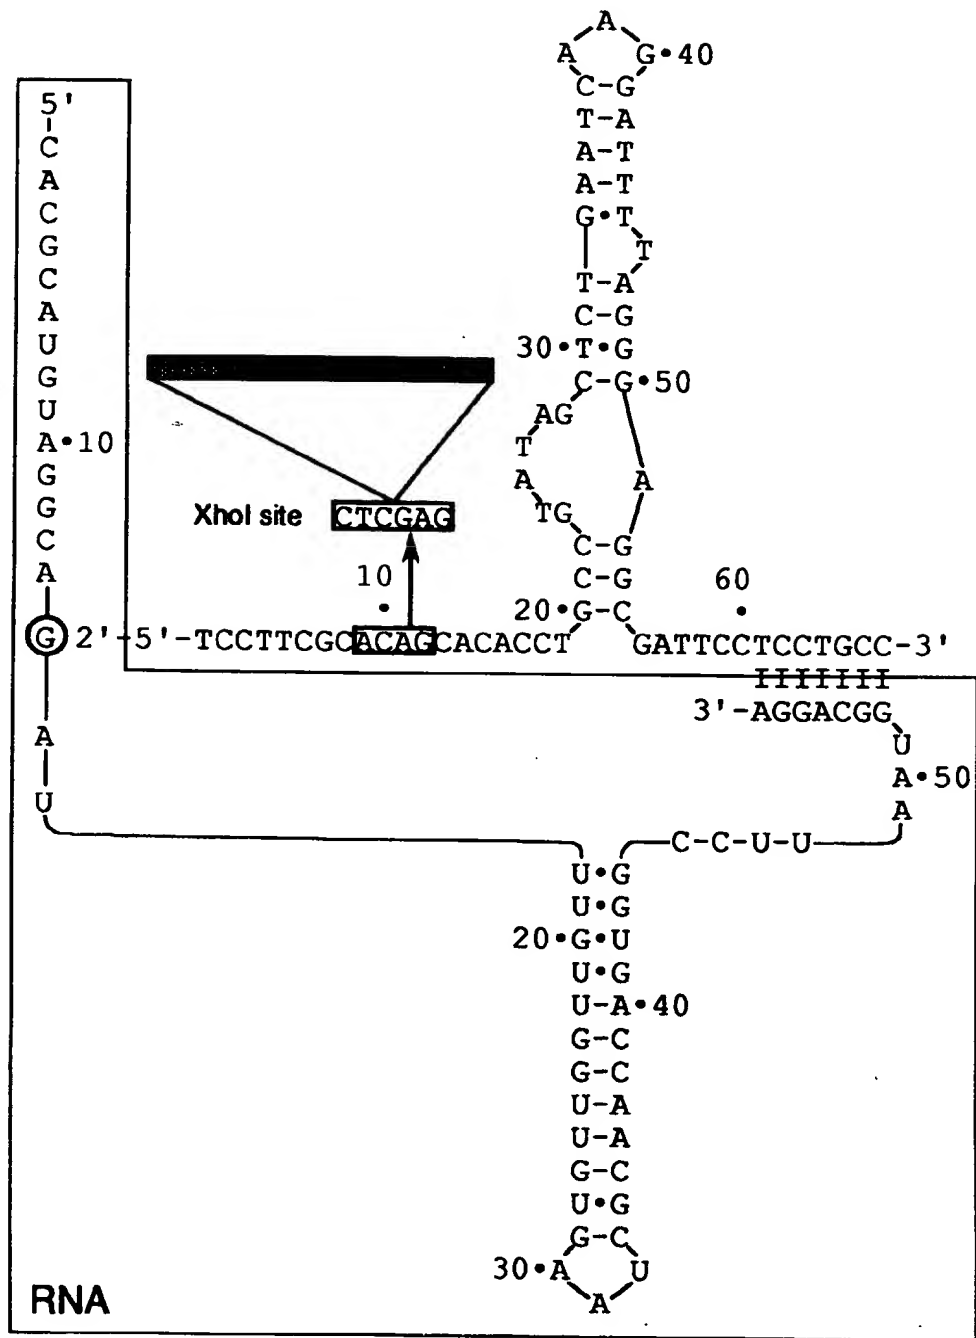 5'
C
A
C
G
C
A
U
G
U
A•10
G
G
C
A
G 2'-5'-TCCTTCGCACAGCACACCT GATTCCTCCTGCC-3'
A
U
XhoI site CTCGAG
10
•
60
•
A
A G•40
C-G
T-A
A-T
A-T
G•T
T
T-A
C-G
30•T•G
C G•50
AG
T
A A
TG
C-G
C-G
20•G-C
IIIIIII
3'-AGGACGG
U
A•50
A
C-C-U-U
U•G
U•G
20•G•U
U•G
U-A•40
G-C
G-C
U-A
U-A
G-C
U•G
G-C
30•A U
A
RNA